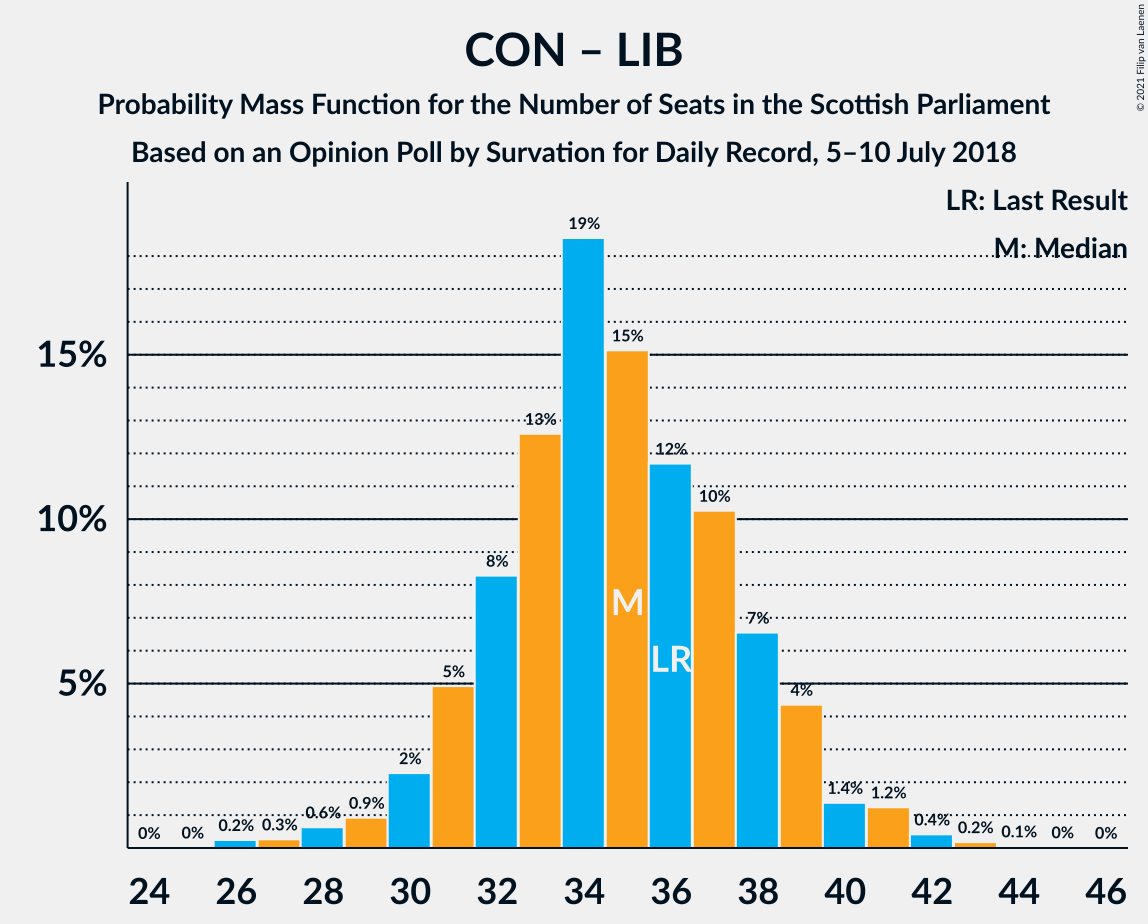 CON – LIB
Probability Mass Function for the Number of Seats in the Scottish Parliament
Based on an Opinion Poll by Survation for Daily Record, 5–10 July 2018
© 2021 Filip van Laenen
LR: Last Result
M: Median
15%
10%
5%
0%
0%
0.2%
0.3%
0.6%
0.9%
2%
5%
8%
13%
19%
15%
12%
10%
7%
4%
1.4%
1.2%
0.4%
0.2%
0.1%
0%
0%
M
LR
24 26 28 30 32 34 36 38 40 42 44 46